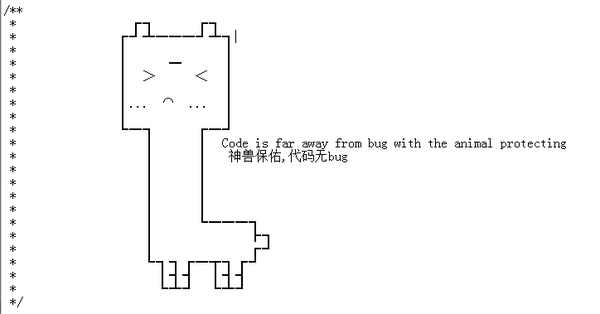 Code is far away from bug with the animal protecting
神兽保佑,代码无bug